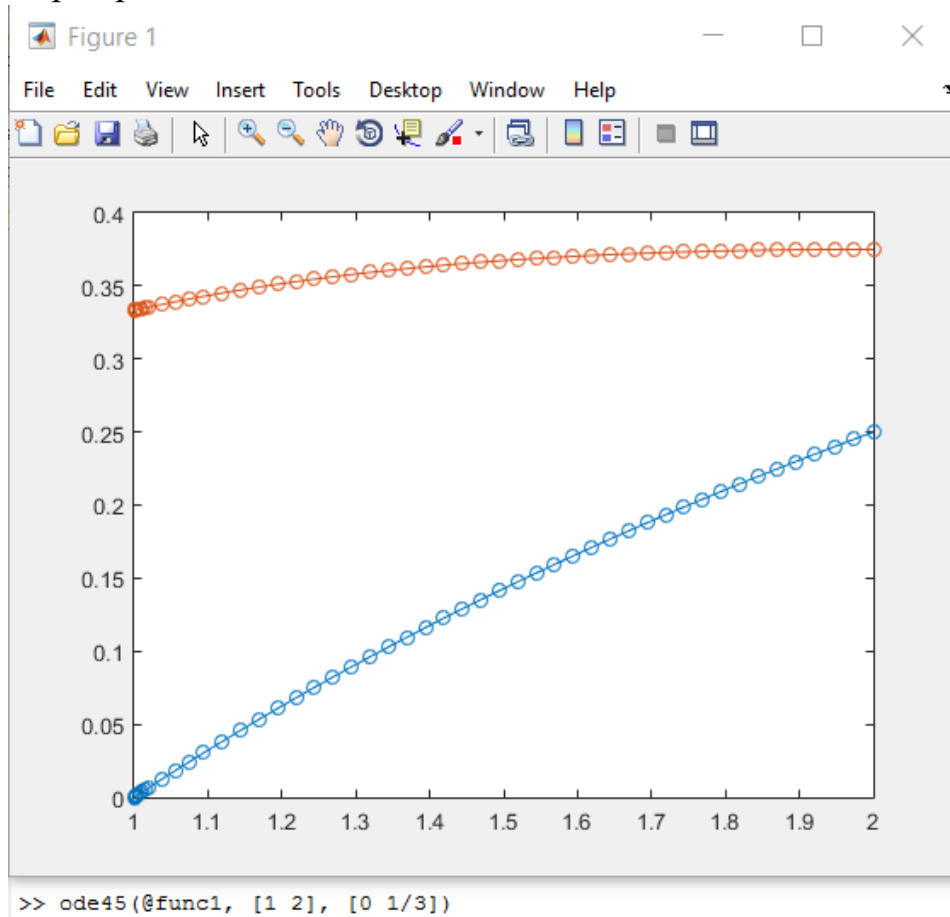 Figure 1
File Edit View Insert Tools Desktop Window Help
0.4
0.35
0.3
0.25
0.2
0.15
0.1
0.05
0
1 1.1 1.2 1.3 1.4 1.5 1.6 1.7 1.8 1.9 2
>> ode45(@func1, [1 2], [0 1/3])